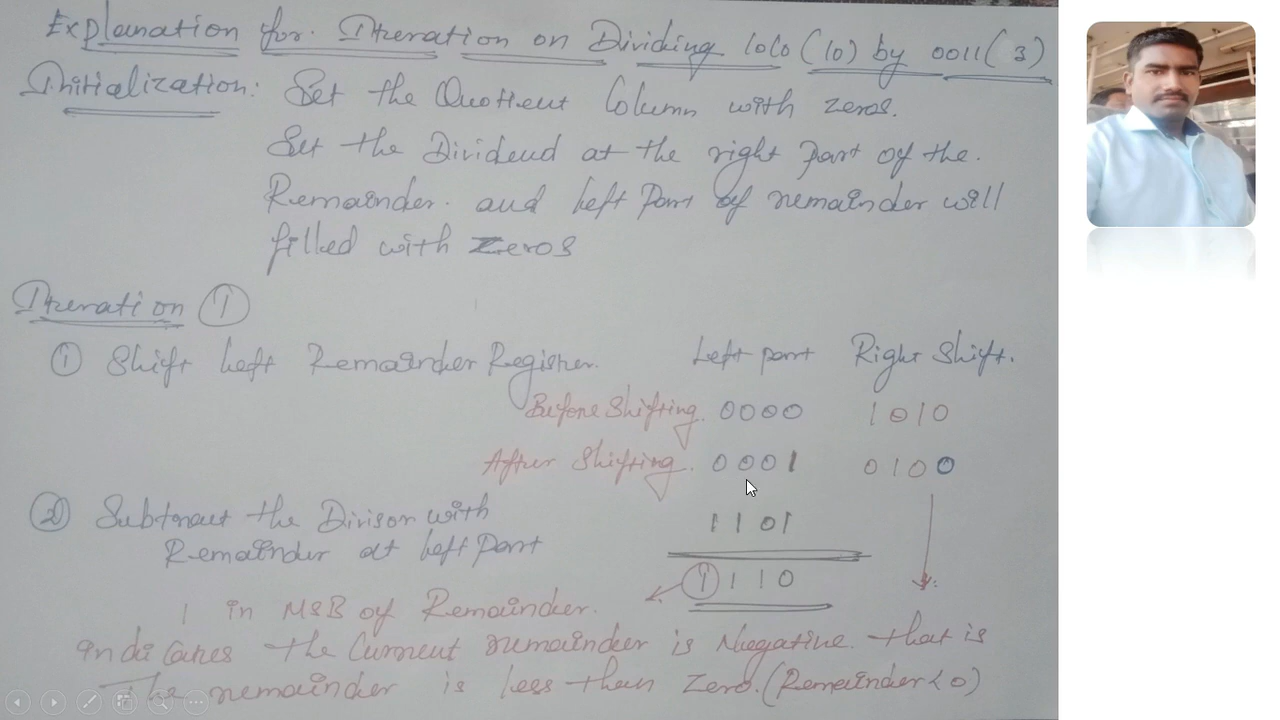 Explanation for Iteration on Dividing 1010 (10) by 0011 (3)
Initialization: Set the Quotient Column with zeros.
Set the Dividend at the right part of the.
Remainder. and left part of remainder will
filled with zeros
Iteration 1
1 Shift Left Remainder Register. Left part Right Shift.
Before Shifting. 0000 1010
After Shifting. 0001 0100
2 Subtract the Divisor with 1101
Remainder at Left Part
1110
1 in MSB of Remainder.
indicates the Current remainder is Negative. that is
The remainder is less than Zero. (Remainder < 0)